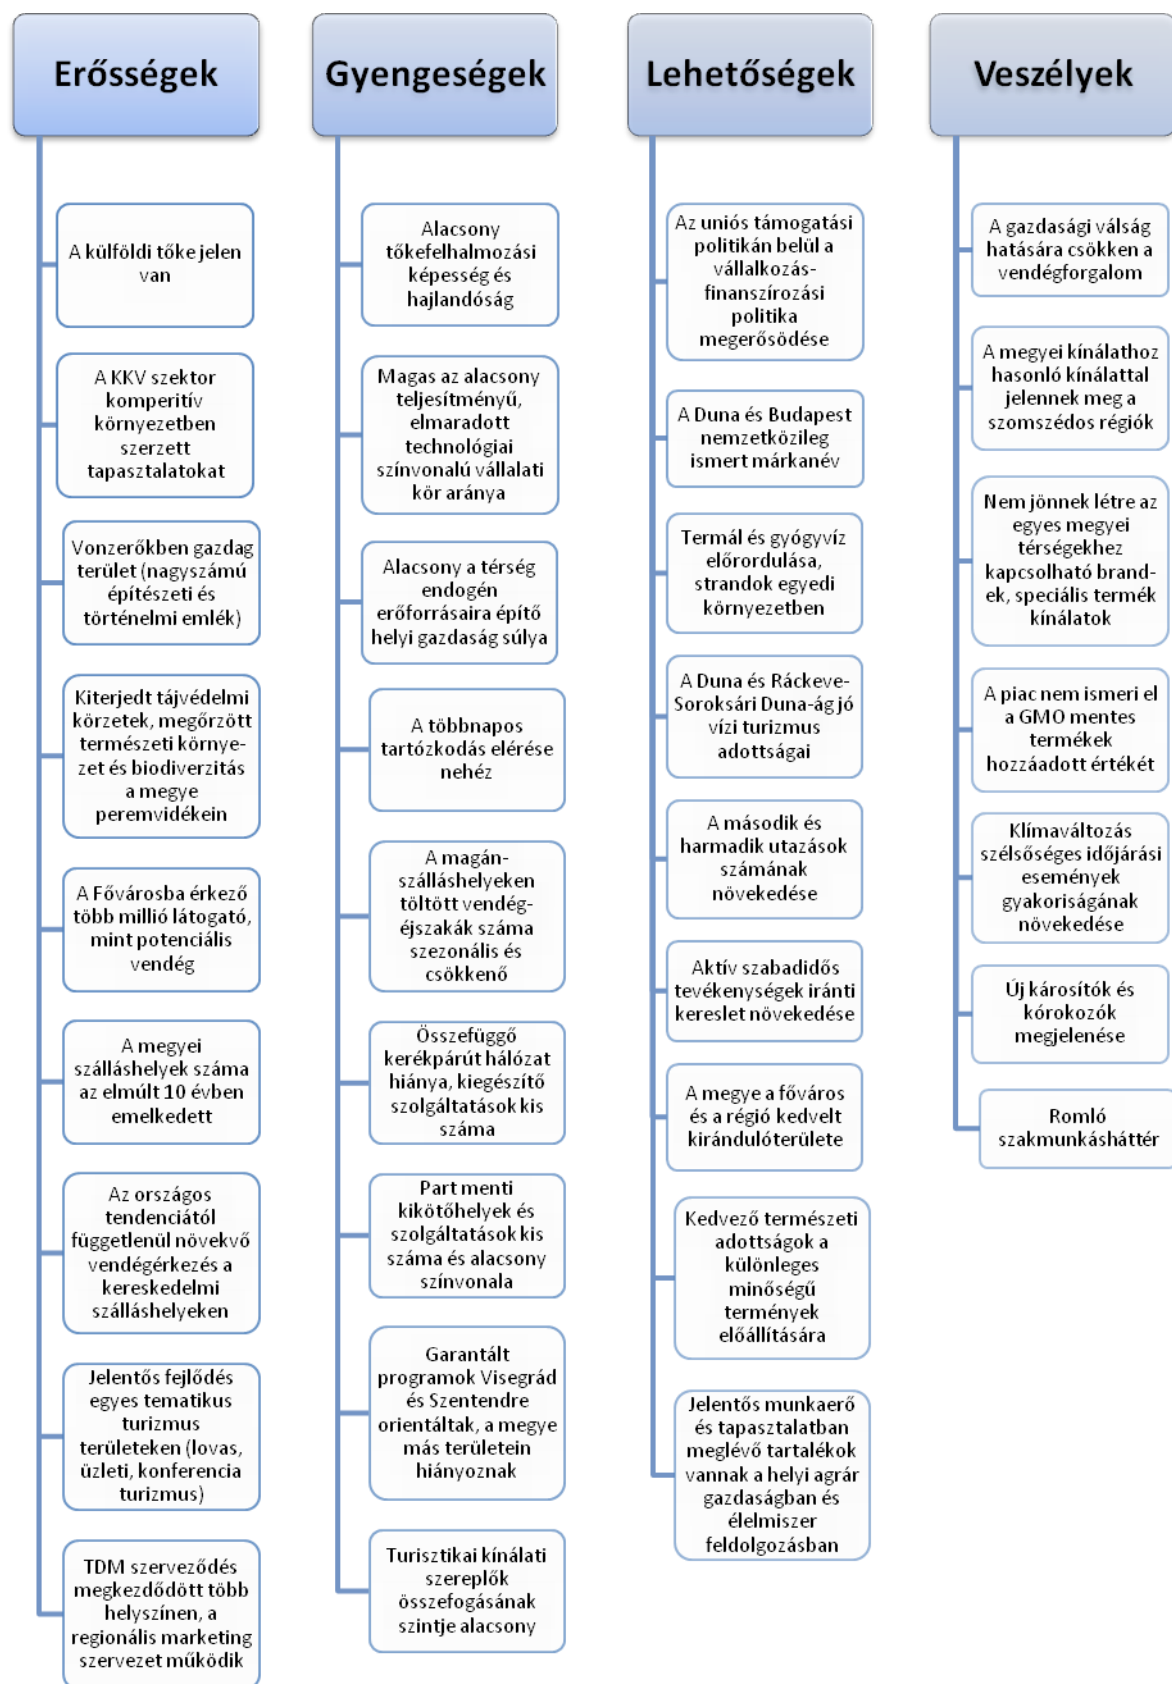 Erősségek
A külföldi tőke jelen
van
A KKV szektor
komperitív
környezetben
szerzett
tapasztalatokat
Vonzerőkben gazdag
terület (nagyszámú
építészeti és
történelmi emlék)
Kiterjedt tájvédelmi
körzetek, megőrzött
természeti környe-
zet és biodiverzitás
a megye
peremvidékein
A Fővárosba érkező
több millió látogató,
mint potenciális
vendég
A megyei
szálláshelyek száma
az elmúlt 10 évben
emelkedett
Az országos
tendenciától
függetlenül növekvő
vendégérkezés a
kereskedelmi
szálláshelyeken
Jelentős fejlődés
egyes tematikus
turizmus
területeken (lovas,
üzleti, konferencia
turizmus)
TDM szerveződés
megkezdődött több
helyszínen, a
regionális marketing
szervezet működik
Gyengeségek
Alacsony
tőkefelhalmozási
képesség és
hajlandóság
Magas az alacsony
teljesítményű,
elmaradott
technológiai
színvonalú vállalati
kör aránya
Alacsony a térség
endogén
erőforrásaira építő
helyi gazdaság súlya
A többnapos
tartózkodás elérése
nehéz
A magán-
szálláshelyeken
töltött vendég-
éjszakák száma
szezonális és
csökkenő
Összefüggő
kerékpárút hálózat
hiánya, kiegészítő
szolgáltatások kis
száma
Part menti
kikötőhelyek és
szolgáltatások kis
száma és alacsony
színvonala
Garantált
programok Visegrád
és Szentendre
orientáltak, a megye
más területein
hiányoznak
Turisztikai kínálati
szereplők
összefogásának
szintje alacsony
Lehetőségek
Az uniós támogatási
politikán belül a
vállalkozás-
finanszírozási
politika
megerősödése
A Duna és Budapest
nemzetközileg
ismert márkanév
Termál és gyógyvíz
előrordulása,
strandok egyedi
környezetben
A Duna és Ráckeve-
Soroksári Duna-ág jó
vízi turizmus
adottságai
A második és
harmadik utazások
számának
növekedése
Aktív szabadidős
tevékenységek iránti
kereslet növekedése
A megye a főváros
és a régió kedvelt
kirándulóterülete
Kedvező természeti
adottságok a
különleges
minőségű
termények
előállítására
Jelentős munkaerő
és tapasztalatban
meglévő tartalékok
vannak a helyi agrár
gazdaságban és
élelmiszer
feldolgozásban
Veszélyek
A gazdasági válság
hatására csökken a
vendégforgalom
A megyei kínálathoz
hasonló kínálattal
jelennek meg a
szomszédos régiók
Nem jönnek létre az
egyes megyei
térségekhez
kapcsolható brand-
ek, speciális termék
kínálatok
A piac nem ismeri el
a GMO mentes
termékek
hozzáadott értékét
Klímaváltozás
szélsőséges időjárási
események
gyakoriságának
növekedése
Új károsítók és
kórokozók
megjelenése
Romló
szakmunkásháttér